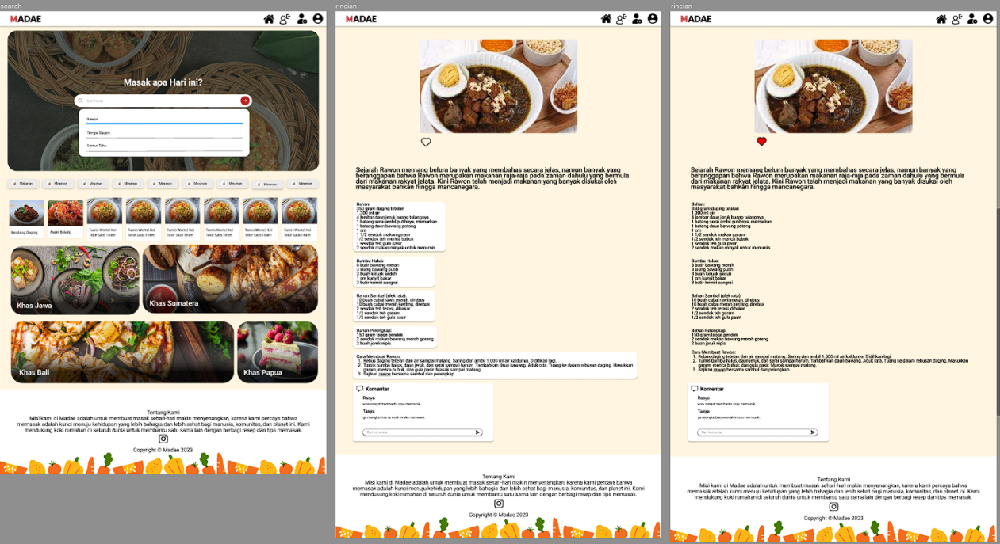 search
MADAE
Masak apa Hari ini?
Cari resep
Rawon
Tempe Bacem
Semur Tahu
Makanan
Minuman
Minuman
Minuman
Minuman
Minuman
Minuman
Minuman
Minuman
Rendang Daging
Ayam Balado
Tumis Wortel Kol
Telur Saus Tiram
Tumis Wortel Kol
Telur Saus Tiram
Tumis Wortel Kol
Telur Saus Tiram
Tumis Wortel Kol
Telur Saus Tiram
Tumis Wortel Kol
Telur Saus Tiram
Tumis Wortel Kol
Telur Saus Tiram
Khas Jawa
Khas Sumatera
Khas Bali
Khas Papua
Tentang Kami
Misi kami di Madae adalah untuk membuat masak sehari-hari makin menyenangkan, karena kami percaya bahwa
memasak adalah kunci menuju kehidupan yang lebih bahagia dan lebih sehat bagi manusia, komunitas, dan planet ini. Kami
mendukung koki rumahan di seluruh dunia untuk membantu satu sama lain dengan berbagi resep dan tips memasak.
Copyright © Madae 2023
rincian
MADAE
Sejarah Rawon memang belum banyak yang membahas secara jelas, namun banyak yang
beranggapan bahwa Rawon merupakan makanan raja-raja pada zaman dahulu yang bermula
dari makanan rakyat jelata. Kini Rawon telah menjadi makanan yang banyak disukai oleh
masyarakat bahkan hingga mancanegara.
Bahan:
350 gram daging tetelan
1.300 ml air
4 lembar daun jeruk buang tulangnya
1 batang serai ambil putihnya, memarkan
1 batang daun bawang potong
1 cm
1 1/2 sendok makan garam
1/2 sendok teh merica bubuk
1 sendok teh gula pasir
2 sendok makan minyak untuk menumis
Bumbu Halus:
8 butir bawang merah
3 siung bawang putih
3 buah keluak seduh
1 cm kunyit bakar
3 butir kemiri sangrai
Bahan Sambal (ulek rata):
10 buah cabai rawit merah, direbus
10 buah cabai merah keriting, direbus
2 sendok teh terasi, dibakar
1/2 sendok teh garam
1/2 sendok teh gula pasir
Bahan Pelengkap:
150 gram taoge pendek
2 sendok makan bawang merah goreng
2 buah jeruk nipis
Cara Membuat Rawon:
1. Rebus daging tetelan dan air sampai matang. Saring dan ambil 1,000 ml air kaldunya. Didihkan lagi.
2. Tumis bumbu halus, daun jeruk, dan serai sampai harum. Tambahkan daun bawang. Aduk rata. Tuang ke dalam rebusan daging. Masukkan
garam, merica bubuk, dan gula pasir. Masak sampai matang.
3. Sajikan rawon bersama sambal dan pelengkap.
Komentar
Rasya
wow sangat membantu saya memasak.
Tasya
Beri komentar
Tentang Kami
Misi kami di Madae adalah untuk membuat masak sehari-hari makin menyenangkan, karena kami percaya bahwa
memasak adalah kunci menuju kehidupan yang lebih bahagia dan lebih sehat bagi manusia, komunitas, dan planet ini. Kami
mendukung koki rumahan di seluruh dunia untuk membantu satu sama lain dengan berbagi resep dan tips memasak.
Copyright © Madae 2023
rincian
MADAE
Sejarah Rawon memang belum banyak yang membahas secara jelas, namun banyak yang
beranggapan bahwa Rawon merupakan makanan raja-raja pada zaman dahulu yang bermula
dari makanan rakyat jelata. Kini Rawon telah menjadi makanan yang banyak disukai oleh
masyarakat bahkan hingga mancanegara.
Bahan:
350 gram daging tetelan
1.300 ml air
4 lembar daun jeruk buang tulangnya
1 batang serai ambil putihnya, memarkan
1 batang daun bawang potong
1 cm
1 1/2 sendok makan garam
1/2 sendok teh merica bubuk
1 sendok teh gula pasir
2 sendok makan minyak untuk menumis
Bumbu Halus:
8 butir bawang merah
3 siung bawang putih
3 buah keluak seduh
1 cm kunyit bakar
3 butir kemiri sangrai
Bahan Sambal (ulek rata):
10 buah cabai rawit merah, direbus
10 buah cabai merah keriting, direbus
2 sendok teh terasi, dibakar
1/2 sendok teh garam
1/2 sendok teh gula pasir
Bahan Pelengkap:
150 gram taoge pendek
2 sendok makan bawang merah goreng
2 buah jeruk nipis
Cara Membuat Rawon:
1. Rebus daging tetelan dan air sampai matang. Saring dan ambil 1,000 ml air kaldunya. Didihkan lagi.
2. Tumis bumbu halus, daun jeruk, dan serai sampai harum. Tambahkan daun bawang. Aduk rata. Tuang ke dalam rebusan daging. Masukkan
garam, merica bubuk, dan gula pasir. Masak sampai matang.
3. Sajikan rawon bersama sambal dan pelengkap.
Komentar
Rasya
wow sangat membantu saya memasak.
Tasya
Beri komentar
Tentang Kami
Misi kami di Madae adalah untuk membuat masak sehari-hari makin menyenangkan, karena kami percaya bahwa
memasak adalah kunci menuju kehidupan yang lebih bahagia dan lebih sehat bagi manusia, komunitas, dan planet ini. Kami
mendukung koki rumahan di seluruh dunia untuk membantu satu sama lain dengan berbagi resep dan tips memasak.
Copyright © Madae 2023